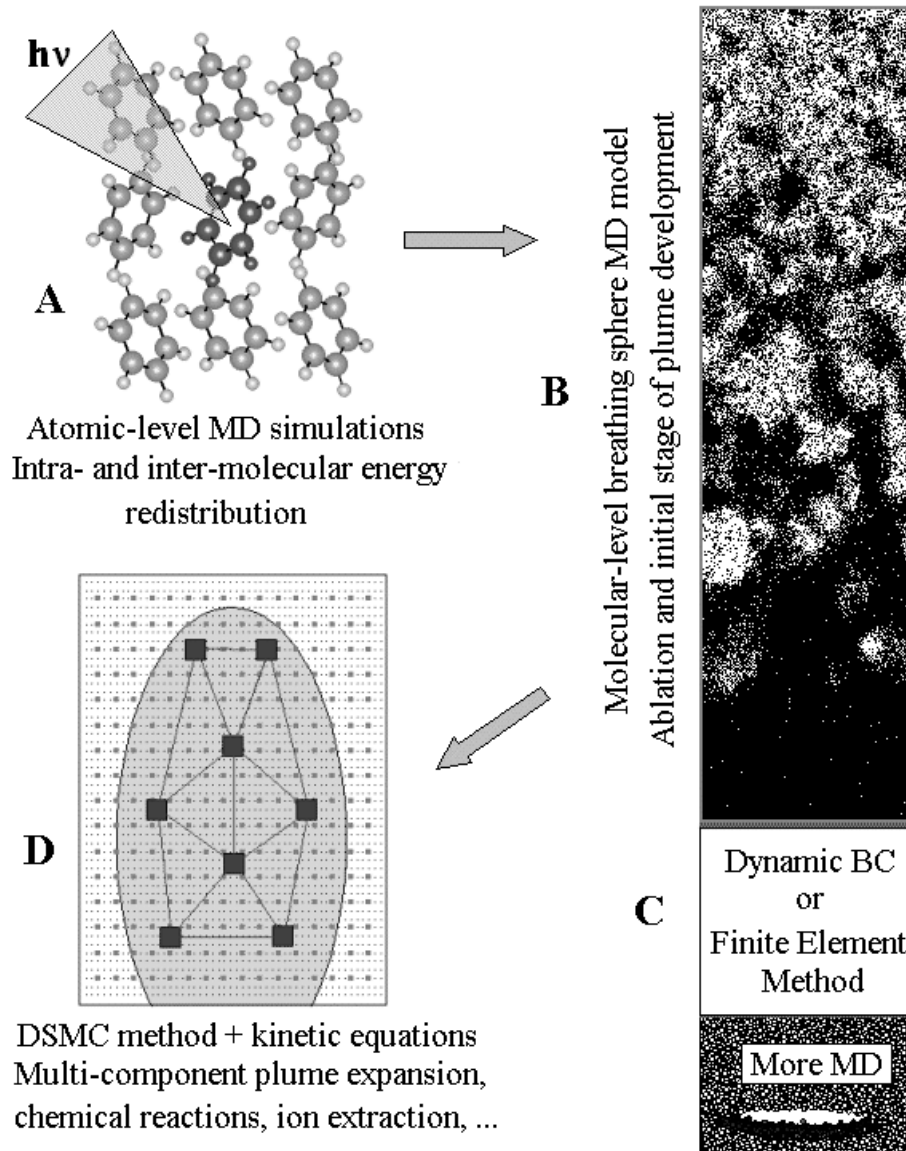 hν
A
Atomic-level MD simulations
Intra- and inter-molecular energy
redistribution
B
Molecular-level breathing sphere MD model
Ablation and initial stage of plume development
C
Dynamic BC
or
Finite Element
Method
More MD
D
DSMC method + kinetic equations
Multi-component plume expansion,
chemical reactions, ion extraction, ...